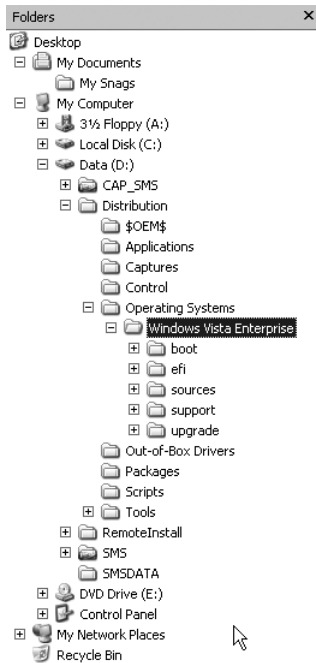 Folders
Desktop
My Documents
My Snags
My Computer
3½ Floppy (A:)
Local Disk (C:)
Data (D:)
CAP_SMS
Distribution
$OEM$
Applications
Captures
Control
Operating Systems
Windows Vista Enterprise
boot
efi
sources
support
upgrade
Out-of-Box Drivers
Packages
Scripts
Tools
RemoteInstall
SMS
SMSDATA
DVD Drive (E:)
Control Panel
My Network Places
Recycle Bin